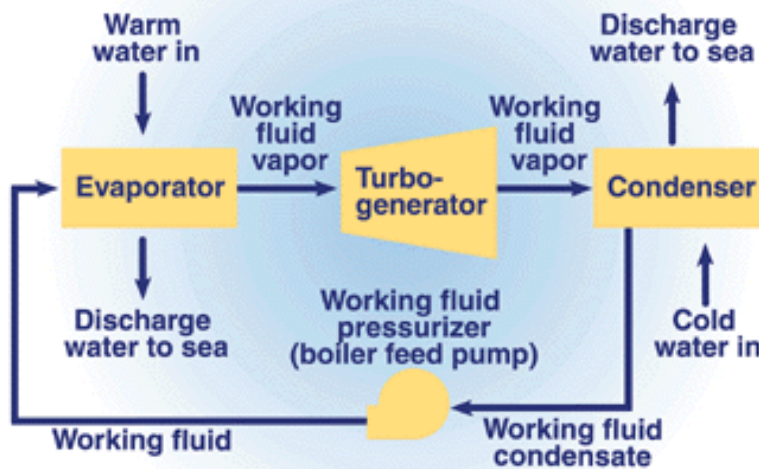 Warm
water in
Discharge
water to sea
Working
fluid
vapor
Working
fluid
vapor
Evaporator
Turbo-
generator
Condenser
Discharge
water to sea
Working fluid
pressurizer
(boiler feed pump)
Cold
water in
Working fluid
Working fluid
condensate